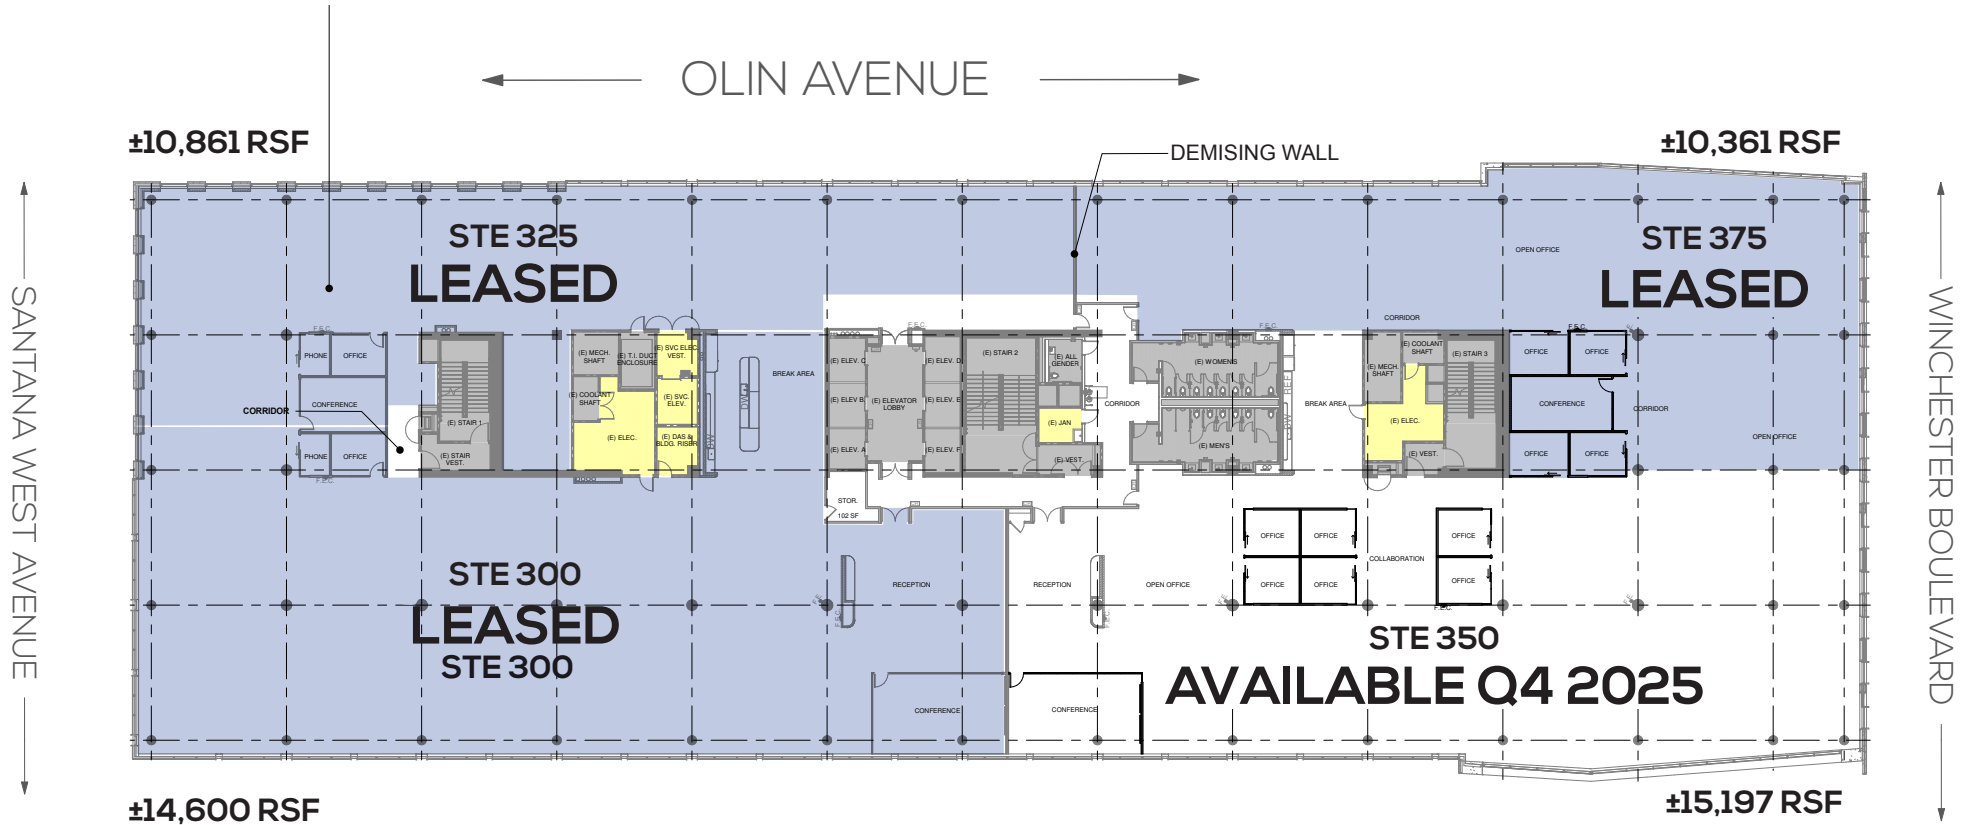 OLIN AVENUE
±10,861 RSF
±10,361 RSF
DEMISING WALL
SANTANA WEST AVENUE
WINCHESTER BOULEVARD
STE 325
LEASED
OPEN OFFICE
STE 375
LEASED
CORRIDOR
F.E.C.
F.E.C.
F.E.C.
F.E.C.
PHONE
OFFICE
CONFERENCE
CORRIDOR
PHONE
OFFICE
F.E.C.
(E) STAIR 1
(E) STAIR
VEST.
(E) MECH.
SHAFT
(E) T.I. DUCT
ENCLOSURE
(E) SVC ELEC.
VEST.
(E) COOLANT
SHAFT
(E) SVC.
ELEV.
(E) ELEC.
(E) DAS &
BLDG. RISER
DW
DW
BREAK AREA
(E) ELEV. C
(E) ELEV B
(E) ELEV. A
(E) ELEVATOR
LOBBY
(E) ELEV. D
(E) ELEV. E
(E) ELEV. F
(E) STAIR 2
(E) ALL
GENDER
(E) JAN
(E) VEST.
CORRIDOR
(E) WOMEN'S
(E) MEN'S
REF
DW
BREAK AREA
(E) MECH.
SHAFT
(E) COOLANT
SHAFT
(E) STAIR 3
(E) ELEC.
(E) VEST.
OFFICE
OFFICE
CONFERENCE
CORRIDOR
OFFICE
OFFICE
OPEN OFFICE
STOR.
102 SF
OFFICE
OFFICE
OFFICE
OFFICE
OFFICE
COLLABORATION
OFFICE
F.E.C.
STE 300
LEASED
STE 300
RECEPTION
F.E.
F.E.C.
RECEPTION
F.E.C.
OPEN OFFICE
F.E.
F.E.
STE 350
AVAILABLE Q4 2025
CONFERENCE
CONFERENCE
±14,600 RSF
±15,197 RSF